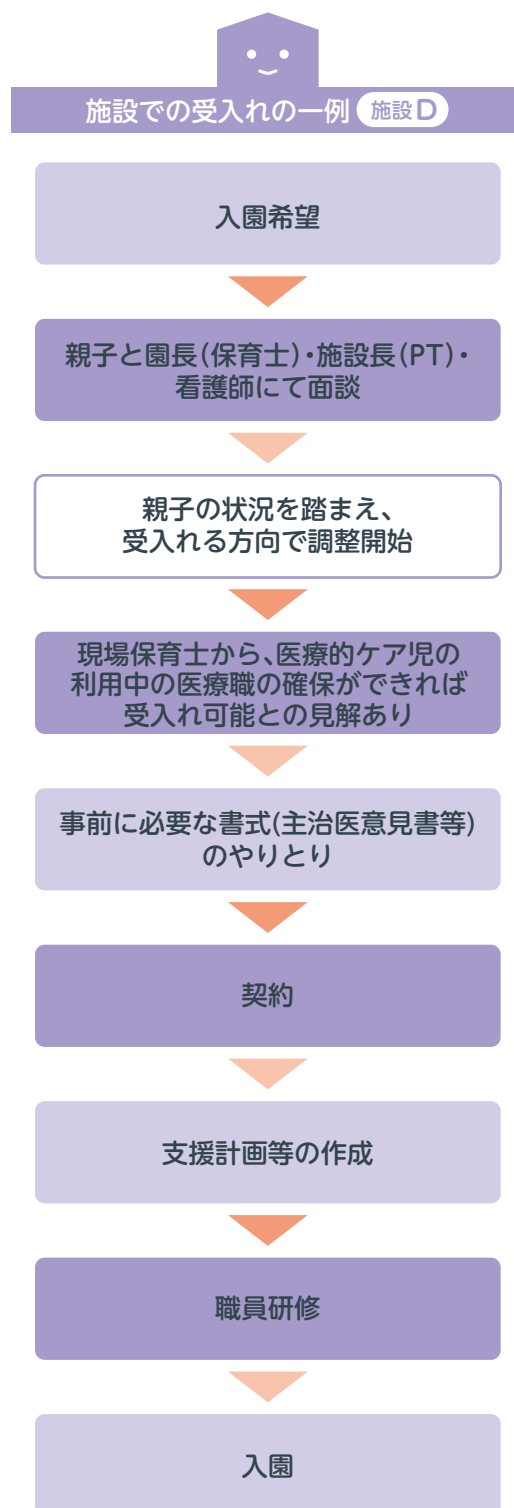 施設での受入れの一例 施設D
入園希望
親子と園長(保育士)・施設長(PT)・
看護師にて面談
親子の状況を踏まえ、
受入れる方向で調整開始
現場保育士から、医療的ケア児の
利用中の医療職の確保ができれば
受入れ可能との見解あり
事前に必要な書式(主治医意見書等)
のやりとり
契約
支援計画等の作成
職員研修
入園